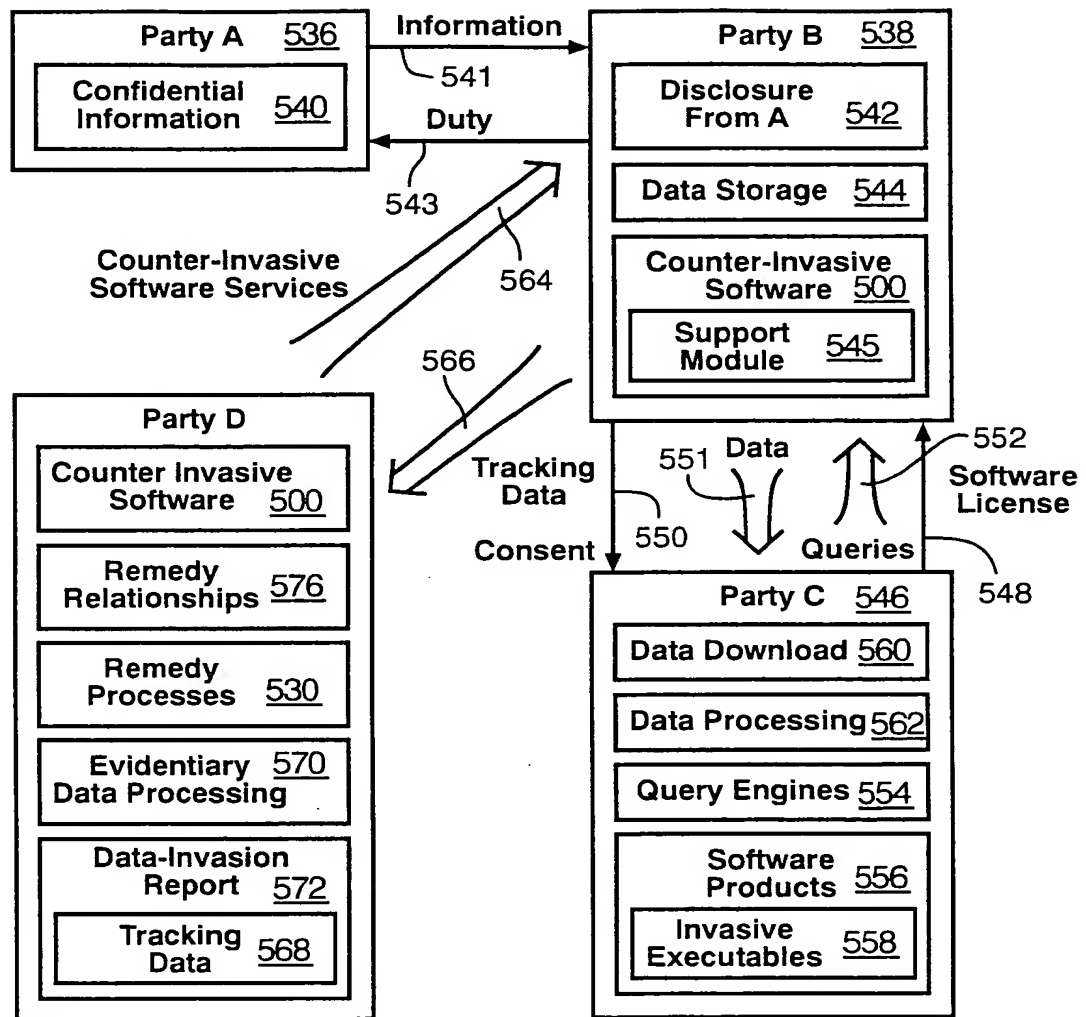 Party A 536
Confidential
Information 540
Information
541
Duty
543
Party B 538
Disclosure
From A 542
Data Storage 544
Counter-Invasive
Software 500
Support
Module 545
Counter-Invasive
Software Services
564
566
Tracking
Data
550
Consent
551
Data
552
Queries
Software
License
548
Party D
Counter Invasive
Software 500
Remedy
Relationships 576
Remedy
Processes 530
Evidentiary 570
Data Processing
Data-Invasion
Report 572
Tracking
Data 568
Party C 546
Data Download 560
Data Processing 562
Query Engines 554
Software
Products 556
Invasive
Executables 558